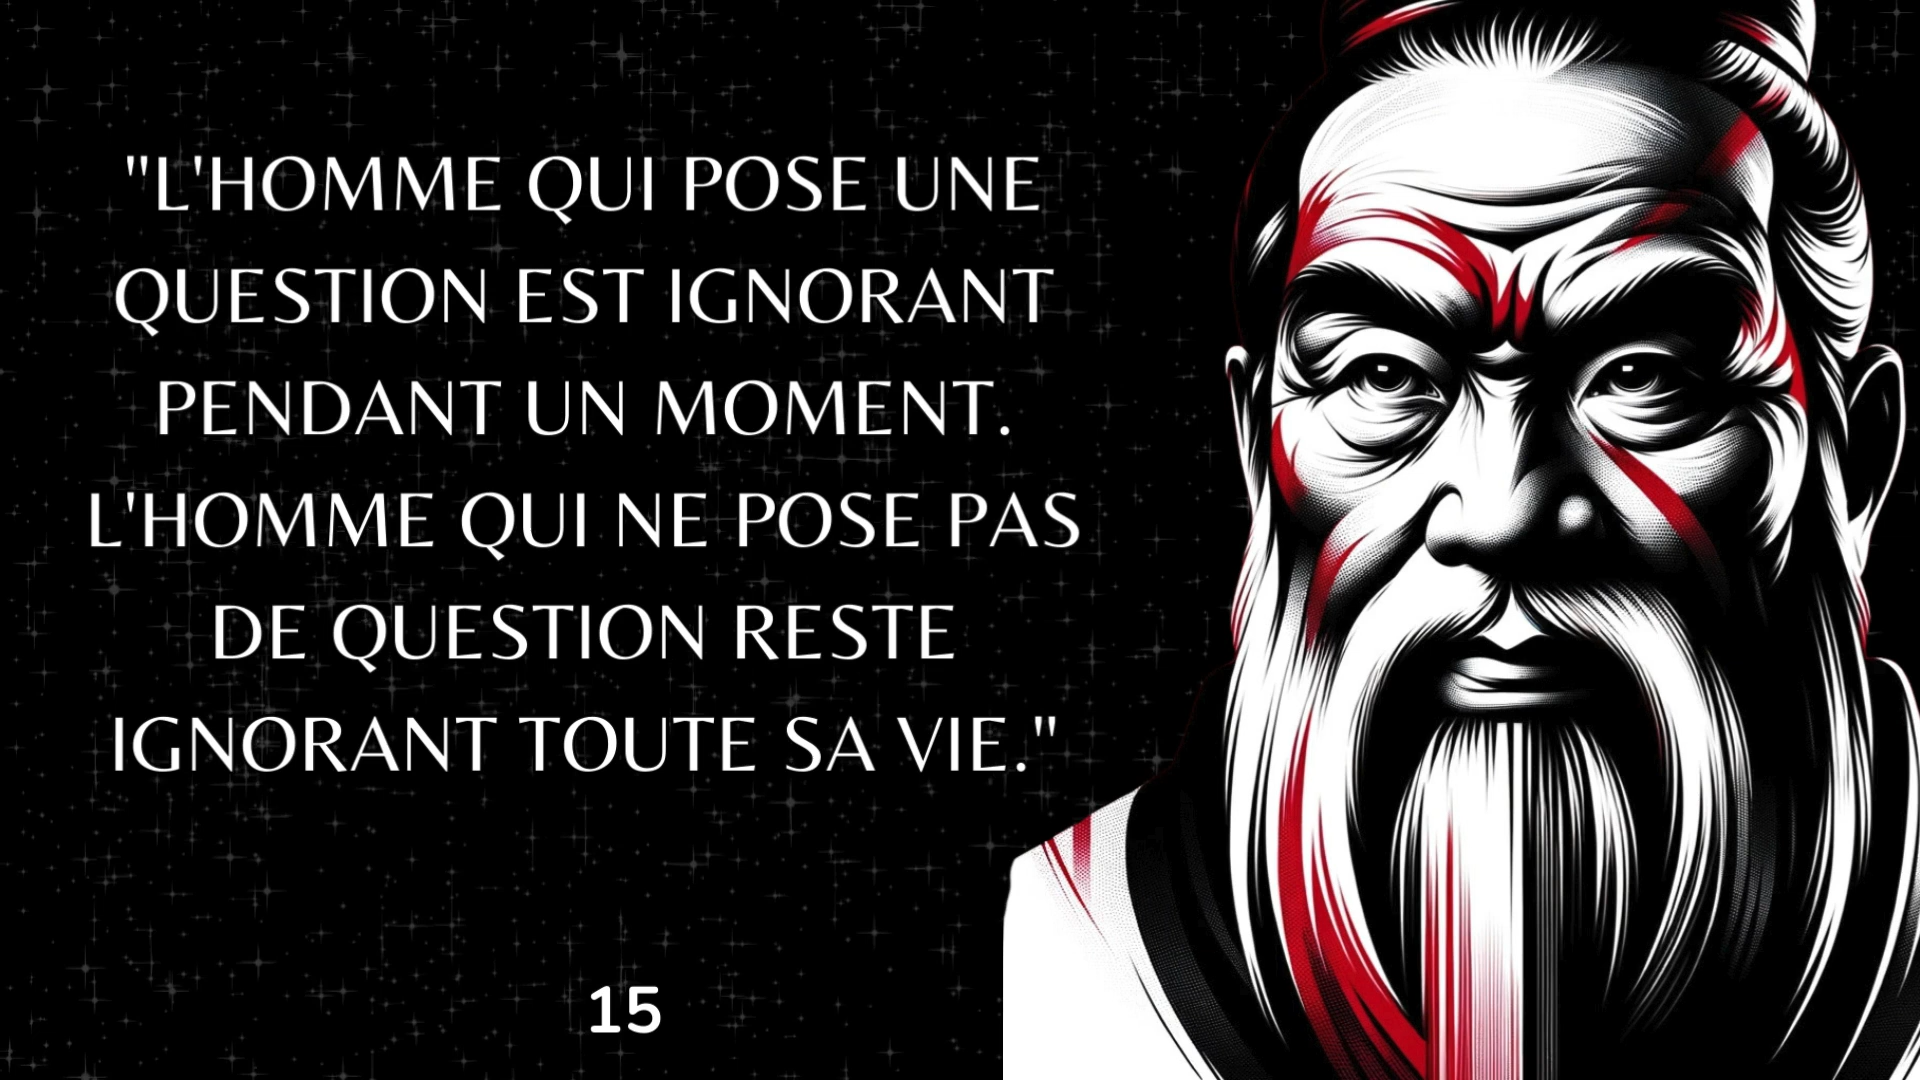 "L'HOMME QUI POSE UNE
QUESTION EST IGNORANT
PENDANT UN MOMENT.
L'HOMME QUI NE POSE PAS
DE QUESTION RESTE
IGNORANT TOUTE SA VIE."
15